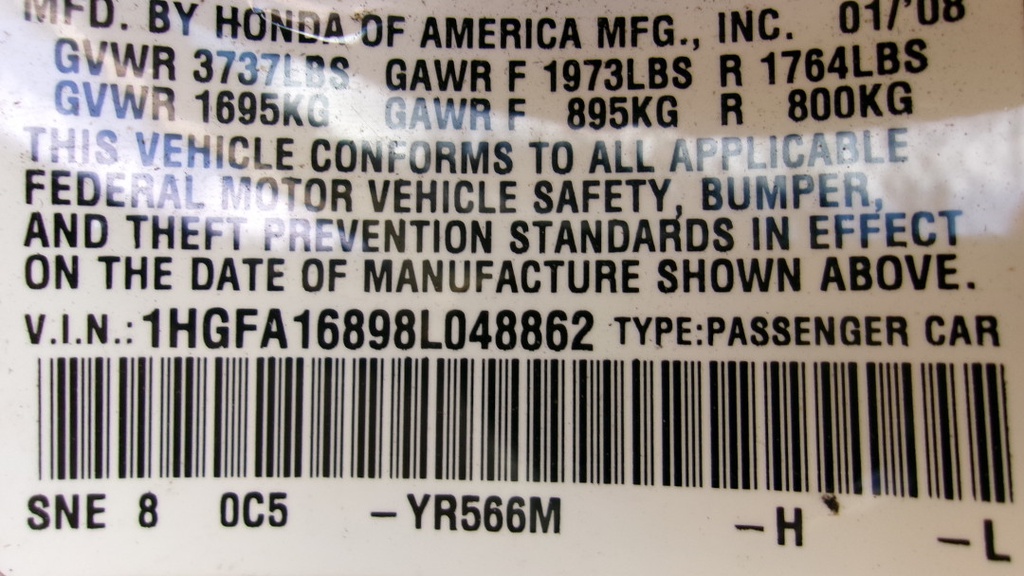 MFD. BY HONDA OF AMERICA MFG., INC. 01/'08
GVWR 3737LBS GAWR F 1973LBS R 1764LBS
GVWR 1695KG GAWR F 895KG R 800KG
THIS VEHICLE CONFORMS TO ALL APPLICABLE
FEDERAL MOTOR VEHICLE SAFETY, BUMPER,
AND THEFT PREVENTION STANDARDS IN EFFECT
ON THE DATE OF MANUFACTURE SHOWN ABOVE.
V.I.N.: 1HGFA16898L048862 TYPE:PASSENGER CAR
SNE 8 0C5 -YR566M -H -L